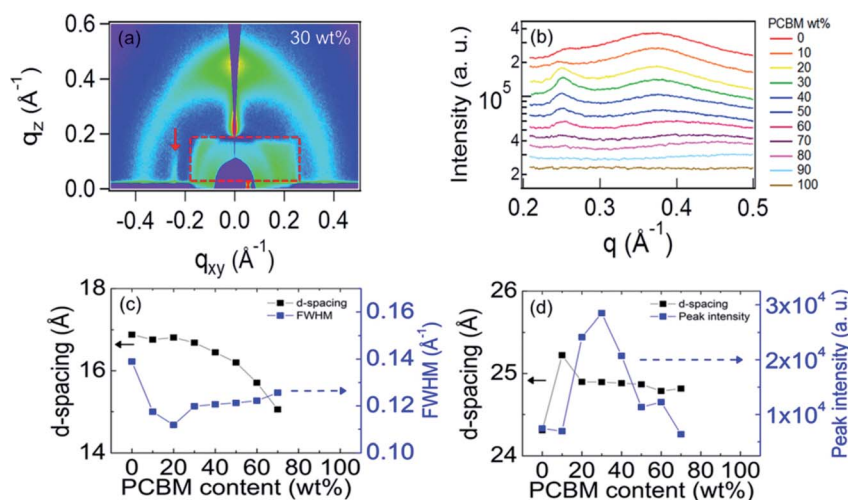 (a)
30 wt%
0.6
0.4
0.2
0.0
qz (Å-1)
-0.4 -0.2 0.0 0.2 0.4
qxy (Å-1)
(b)
Intensity (a. u.)
4
2
10^5
4
2
0.2 0.3 0.4 0.5
q (Å-1)
PCBM wt%
0
10
20
30
40
50
60
70
80
90
100
(c)
d-spacing
FWHM
18
17
16
15
14
d-spacing (Å)
0.16
0.15
0.14
0.12
0.11
0.10
FWHM (Å-1)
0 20 40 60 80 100
PCBM content (wt%)
(d)
d-spacing
Peak intensity
26
25
24
d-spacing (Å)
3x10^4
2x10^4
1x10^4
Peak intensity (a. u.)
0 20 40 60 80 100
PCBM content (wt%)